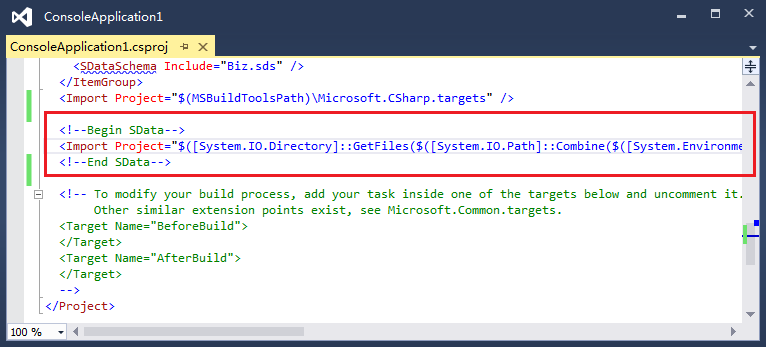 ConsoleApplication1
ConsoleApplication1.csproj
<SDataSchema Include="Biz.sds" />
</ItemGroup>
<Import Project="$(MSBuildToolsPath)\Microsoft.CSharp.targets" />
<!--Begin SData-->
<Import Project="$([System.IO.Directory]::GetFiles($([System.IO.Path]::Combine($([System.Environme
<!--End SData-->
<!-- To modify your build process, add your task inside one of the targets below and uncomment it.
Other similar extension points exist, see Microsoft.Common.targets.
<Target Name="BeforeBuild">
</Target>
<Target Name="AfterBuild">
</Target>
-->
</Project>
100 %